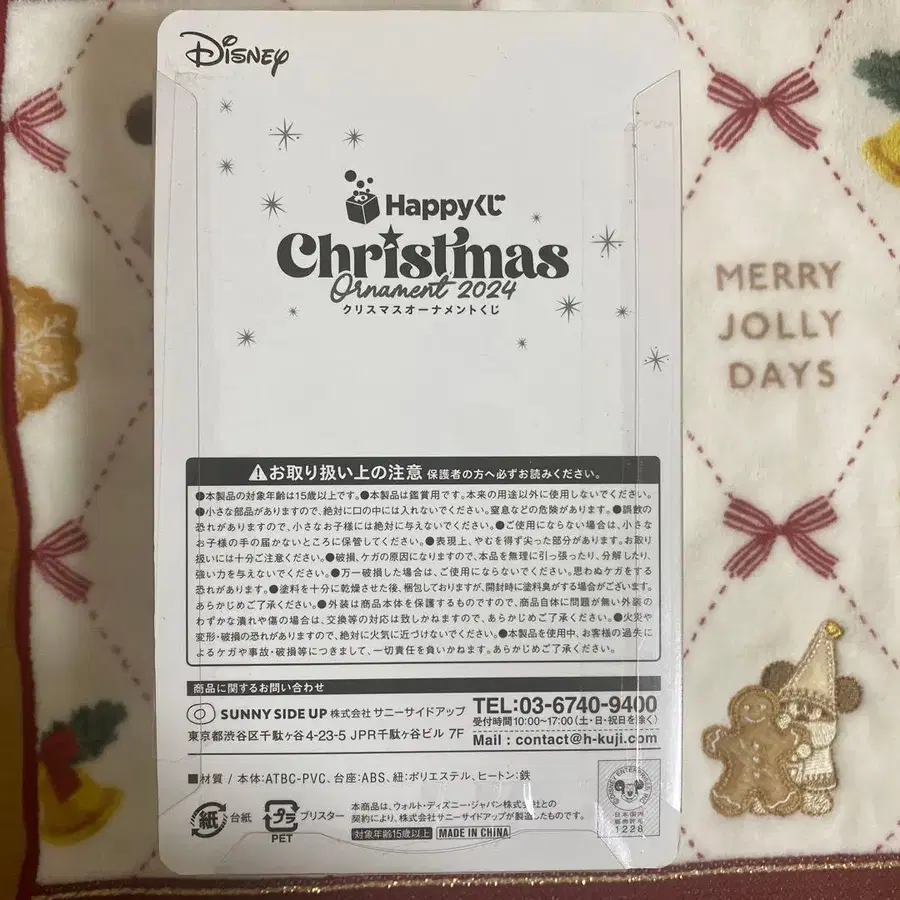 Disney
Happyくじ
Christmas
Ornament 2024
クリスマスオーナメントくじ
MERRY
JOLLY
DAYS
お取り扱い上の注意 保護者の方へ必ずお読みください。
●本製品の対象年齢は15歳以上です。●本製品は鑑賞用です。本来の用途以外に使用しないでください。
●小さな部品がありますので、絶対に口の中には入れないでください。窒息などの危険があります。●誤飲の
恐れがありますので、小さなお子様には絶対に与えないでください。●ご使用にならない場合は、小さな
お子様の手の届かないところに保管してください。●表現上、やむを得ず尖った部分があります。お取り
扱いには十分ご注意ください。●破損、ケガの原因になりますので、本品を無理に引っ張ったり、分解したり、
強い力を与えないでください。●万一破損した場合は、ご使用にならないでください。思わぬケガをする
恐れがあります。●塗料を十分に乾燥させた後、梱包しておりますが、開封時に塗料臭がする場合がございます。
あらかじめご了承ください。●外装は商品本体を保護するものですので、商品自体に問題が無い外装の
わずかな潰れや傷の場合は、交換等の対応は致しかねますので、あらかじめご了承ください。●火災や
変形・破損の恐れがありますので、絶対に火気に近づけないでください。●本製品を使用中、お客様の過失に
よるケガや事故・破損等につきまして、一切責任を負いかねます。あらかじめご了承ください。
商品に関するお問い合わせ
SUNNY SIDE UP 株式会社 サニーサイドアップ
東京都渋谷区千駄ヶ谷4-23-5 JPR千駄ヶ谷ビル 7F
TEL:03-6740-9400
受付時間10:00~17:00(土・日・祝日を除く)
Mail : contact@h-kuji.com
■材質 / 本体:ATBC-PVC、台座:ABS、紐:ポリエステル、ヒートン:鉄
紙 台紙
プラ ブリスター
PET
本商品は、ウォルト・ディズニー・ジャパン株式会社との
契約により、株式会社サニーサイドアップが製造したものです。
対象年齢15歳以上 MADE IN CHINA
日本国内
販売許諾
1228